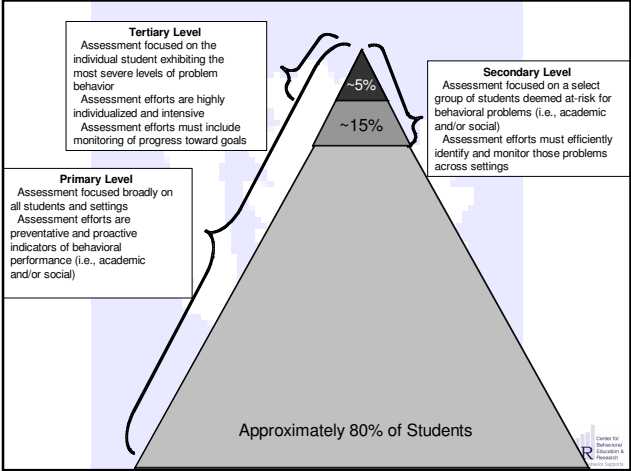 Tertiary Level
Assessment focused on the
individual student exhibiting the
most severe levels of problem
behavior
Assessment efforts are highly
individualized and intensive
Assessment efforts must include
monitoring of progress toward goals
~5%
~15%
Secondary Level
Assessment focused on a select
group of students deemed at-risk for
behavioral problems (i.e., academic
and/or social)
Assessment efforts must efficiently
identify and monitor those problems
across settings
Primary Level
Assessment focused broadly on
all students and settings
Assessment efforts are
preventative and proactive
indicators of behavioral
performance (i.e., academic
and/or social)
Approximately 80% of Students
Center for
Behavioral
Education &
Research
R